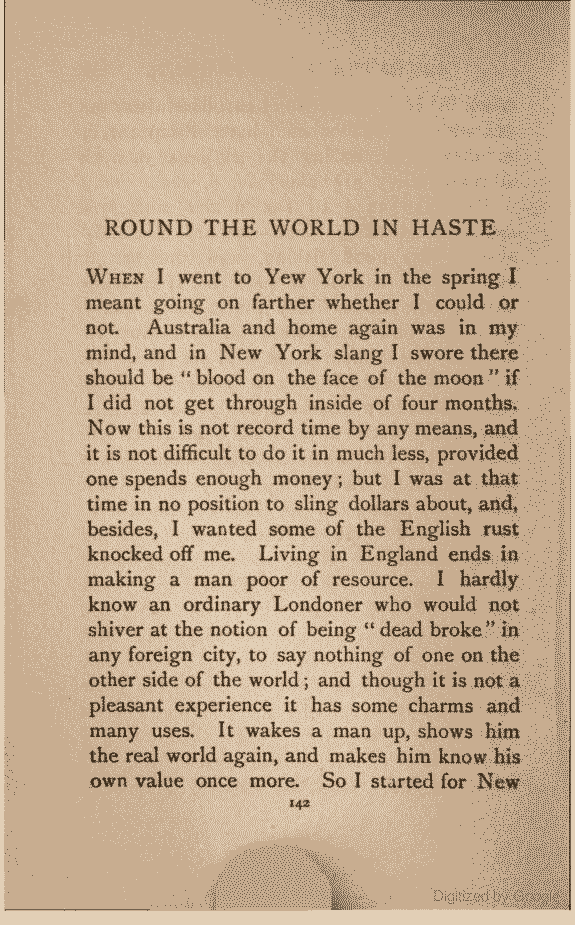 ROUND THE WORLD IN HASTE
WHEN I went to Yew York in the spring I
meant going on farther whether I could or
not. Australia and home again was in my
mind, and in New York slang I swore there
should be “ blood on the face of the moon ” if
I did not get through inside of four months.
Now this is not record time by any means, and
it is not difficult to do it in much less, provided
one spends enough money ; but I was at that
time in no position to sling dollars about, and,
besides, I wanted some of the English rust
knocked off me. Living in England ends in
making a man poor of resource. I hardly
know an ordinary Londoner who would not
shiver at the notion of being “ dead broke ” in
any foreign city, to say nothing of one on the
other side of the world ; and though it is not a
pleasant experience it has some charms and
many uses. It wakes a man up, shows him
the real world again, and makes him know his
own value once more. So I started for New
142
Digitized by Google